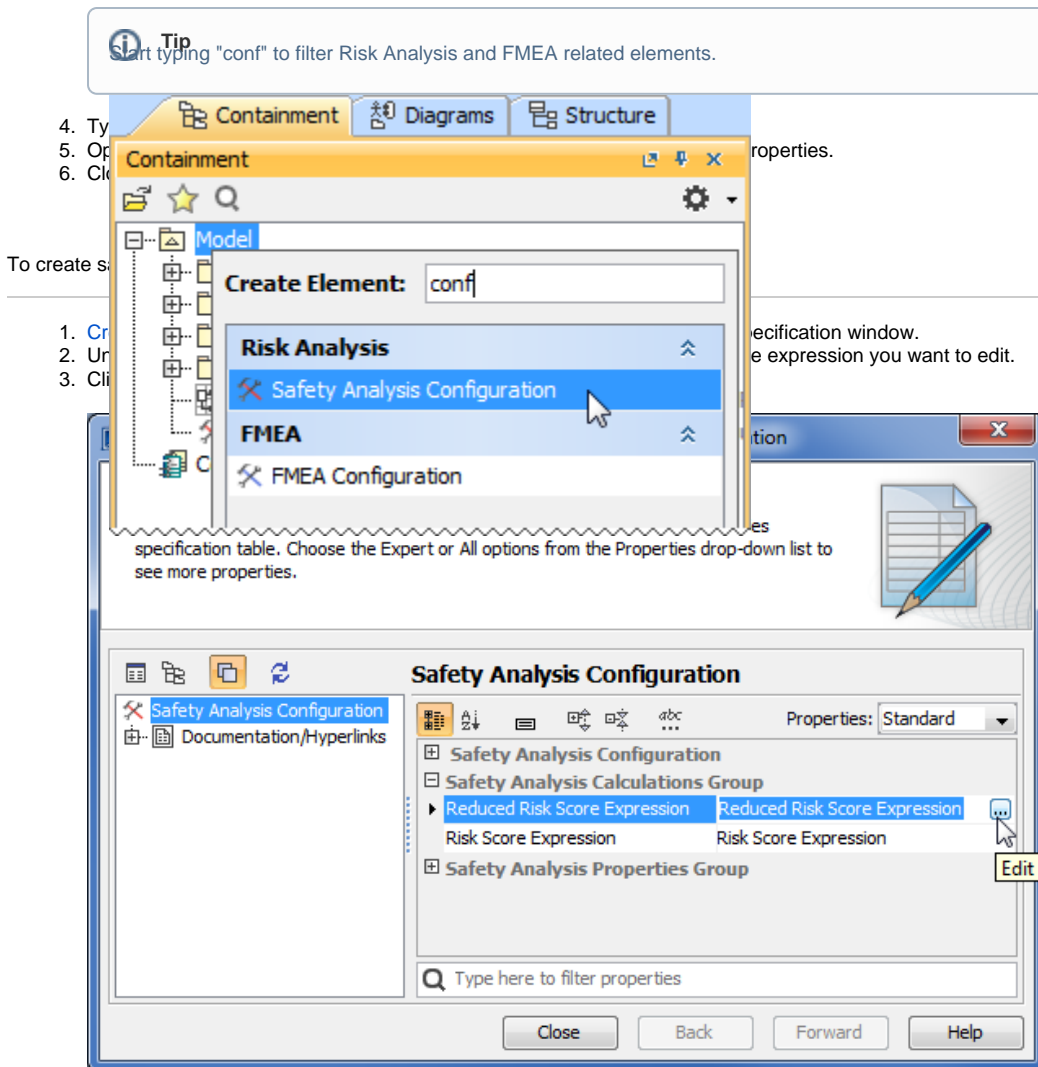 Tip
Start typing "conf" to filter Risk Analysis and FMEA related elements.
4. Ty
5. Op roperties.
6. Clo
Containment Diagrams Structure
Containment
Model
To create sa
Create Element: conf
1. Cr ecification window.
Risk Analysis
2. Un e expression you want to edit.
3. Cli
Safety Analysis Configuration
FMEA
tion
C
FMEA Configuration
es
specification table. Choose the Expert or All options from the Properties drop-down list to
see more properties.
Safety Analysis Configuration
Safety Analysis Configuration
Documentation/Hyperlinks
Properties: Standard
Safety Analysis Configuration
Safety Analysis Calculations Group
Reduced Risk Score Expression Reduced Risk Score Expression
Risk Score Expression Risk Score Expression
Safety Analysis Properties Group
Edit
Type here to filter properties
Close Back Forward Help